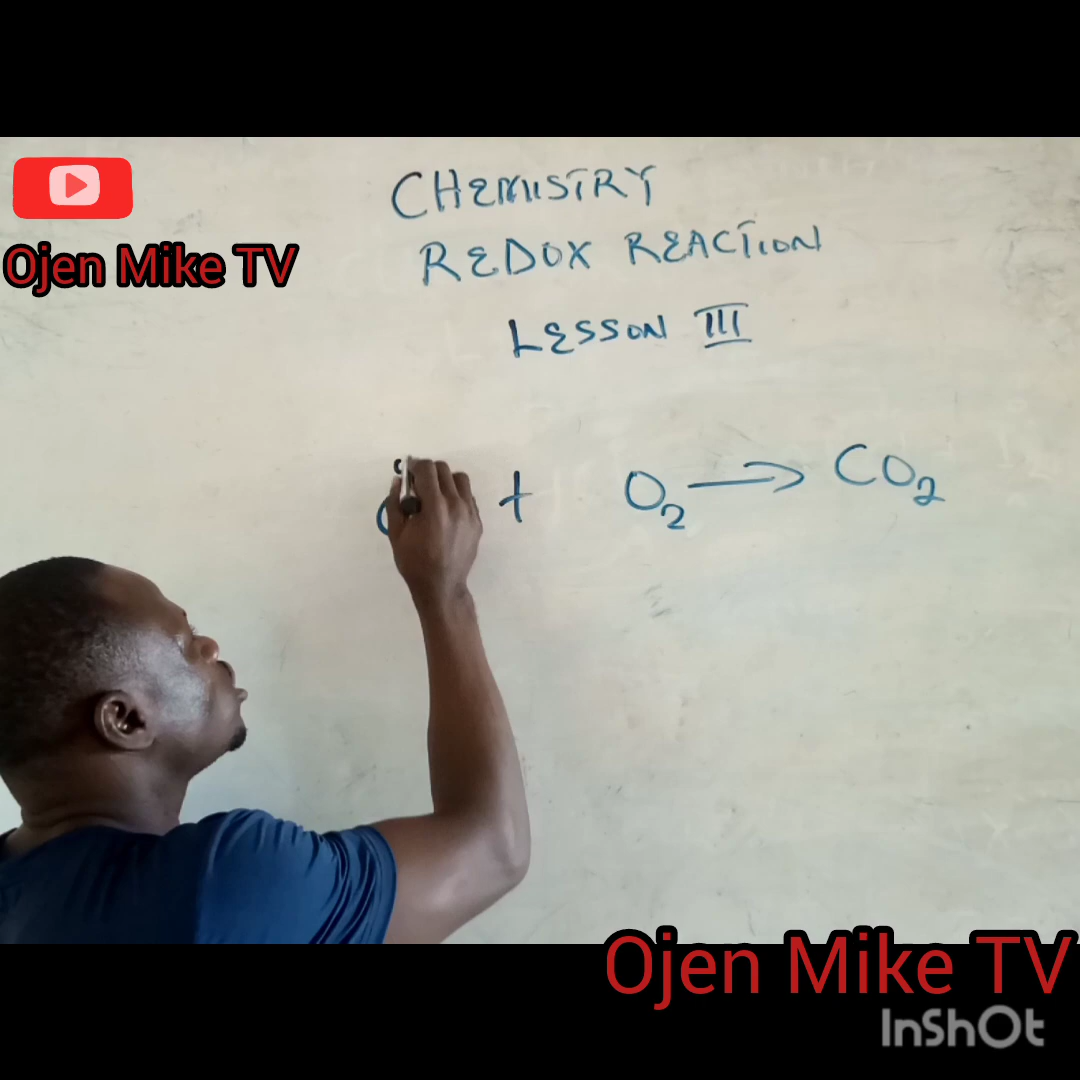 CHEMISTRY
Ojen Mike TV
REDOX REACTION
LESSON III
+ O₂ → CO₂
Ojen Mike TV
InShOt